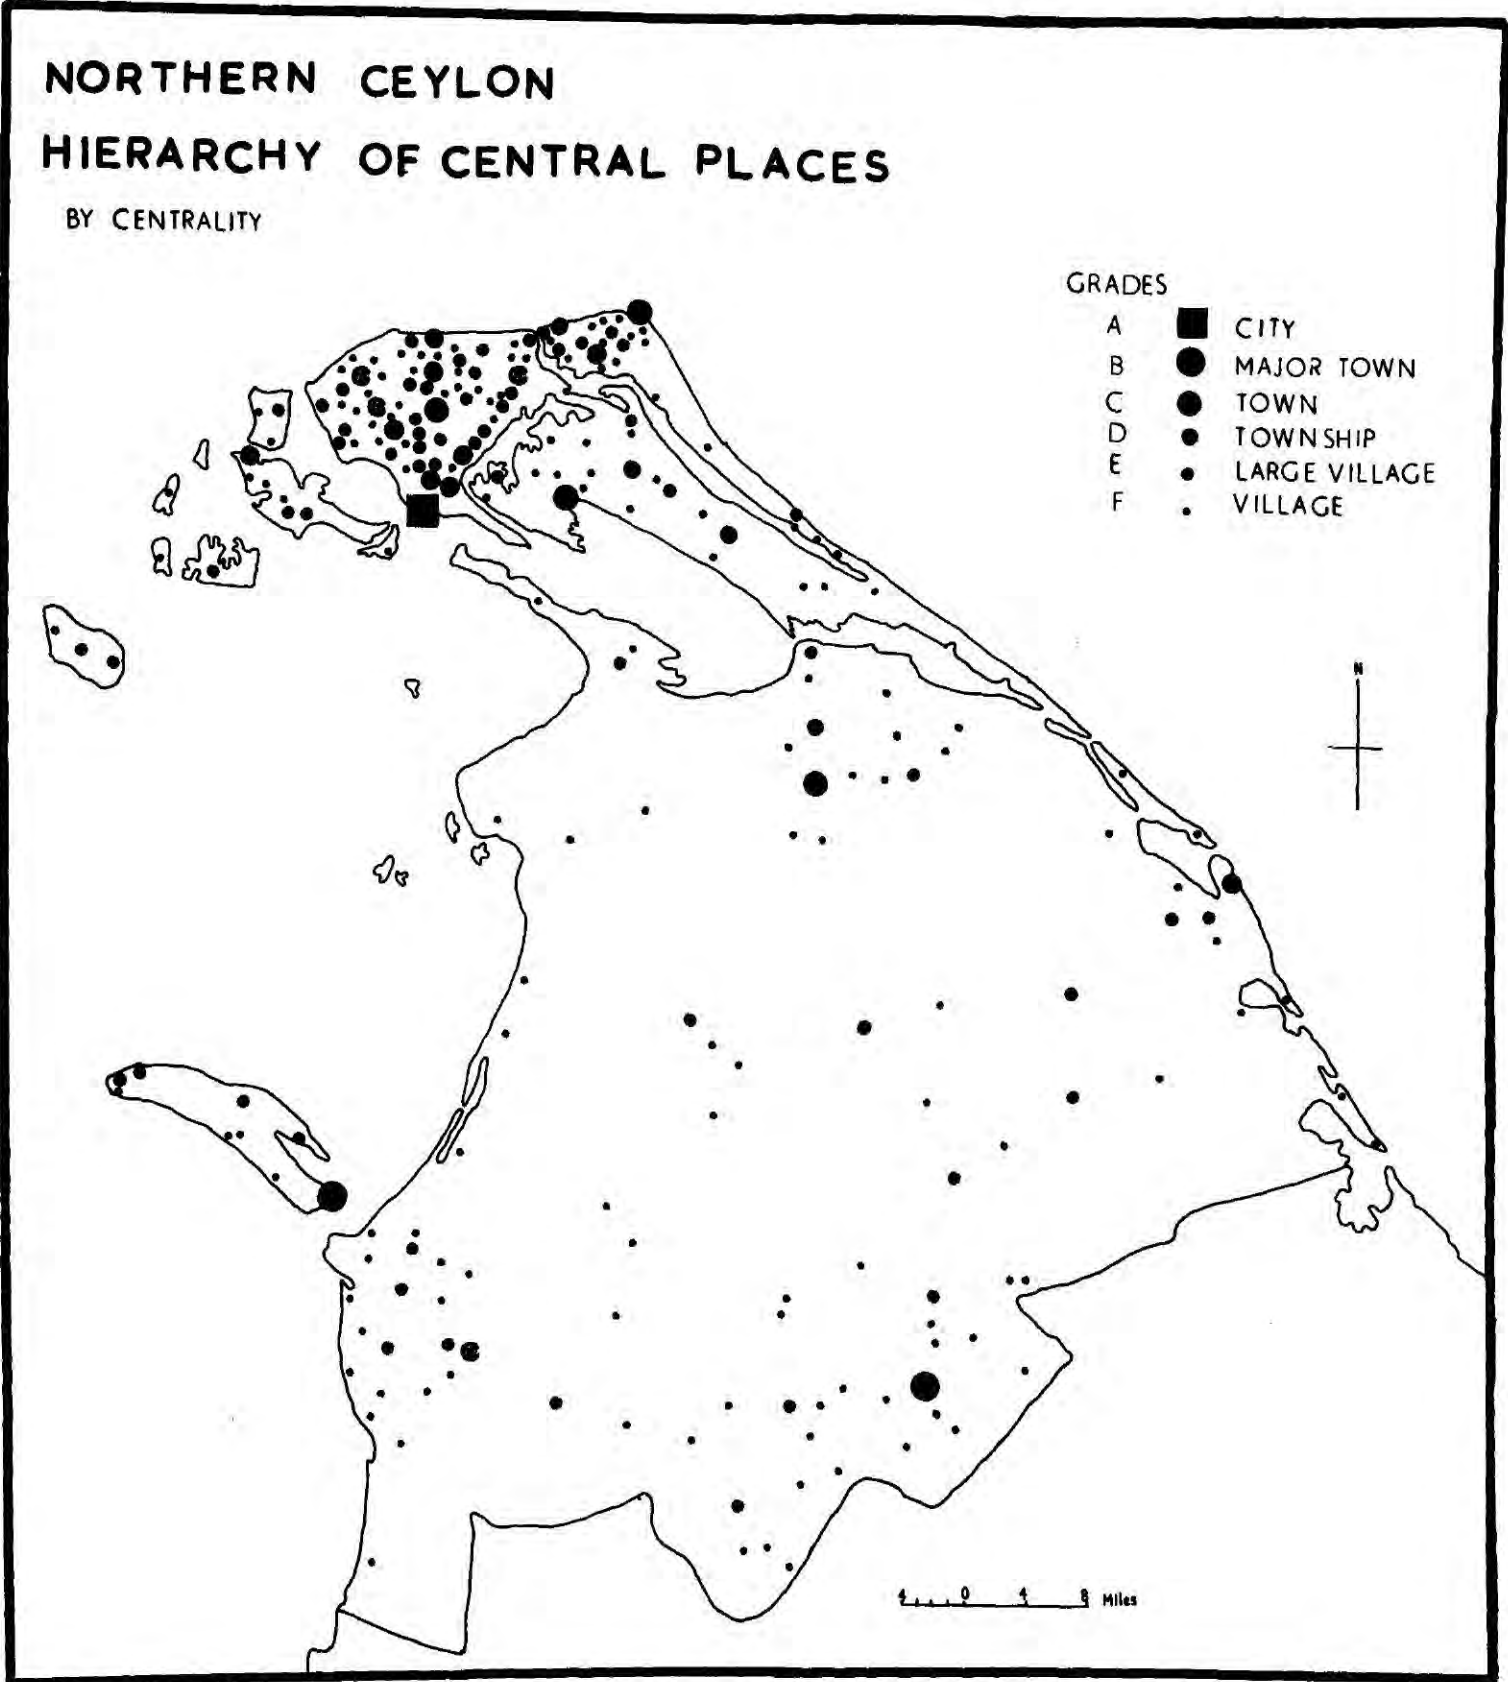 NORTHERN CEYLON
HIERARCHY OF CENTRAL PLACES
BY CENTRALITY
GRADES
A CITY
B MAJOR TOWN
C TOWN
D TOWNSHIP
E LARGE VILLAGE
F VILLAGE
N
4 0 4 8 Miles